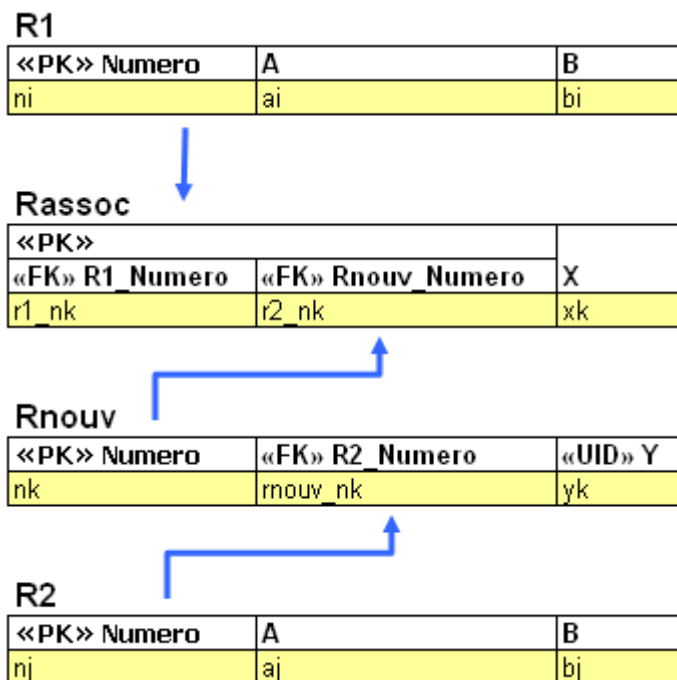 R1
«PK» Numero A B
ni ai bi
Rassoc
«PK»
«FK» R1_Numero «FK» Rnouv_Numero X
r1_nk r2_nk xk
Rnouv
«PK» Numero «FK» R2_Numero «UID» Y
nk rnouv_nk yk
R2
«PK» Numero A B
nj aj bj